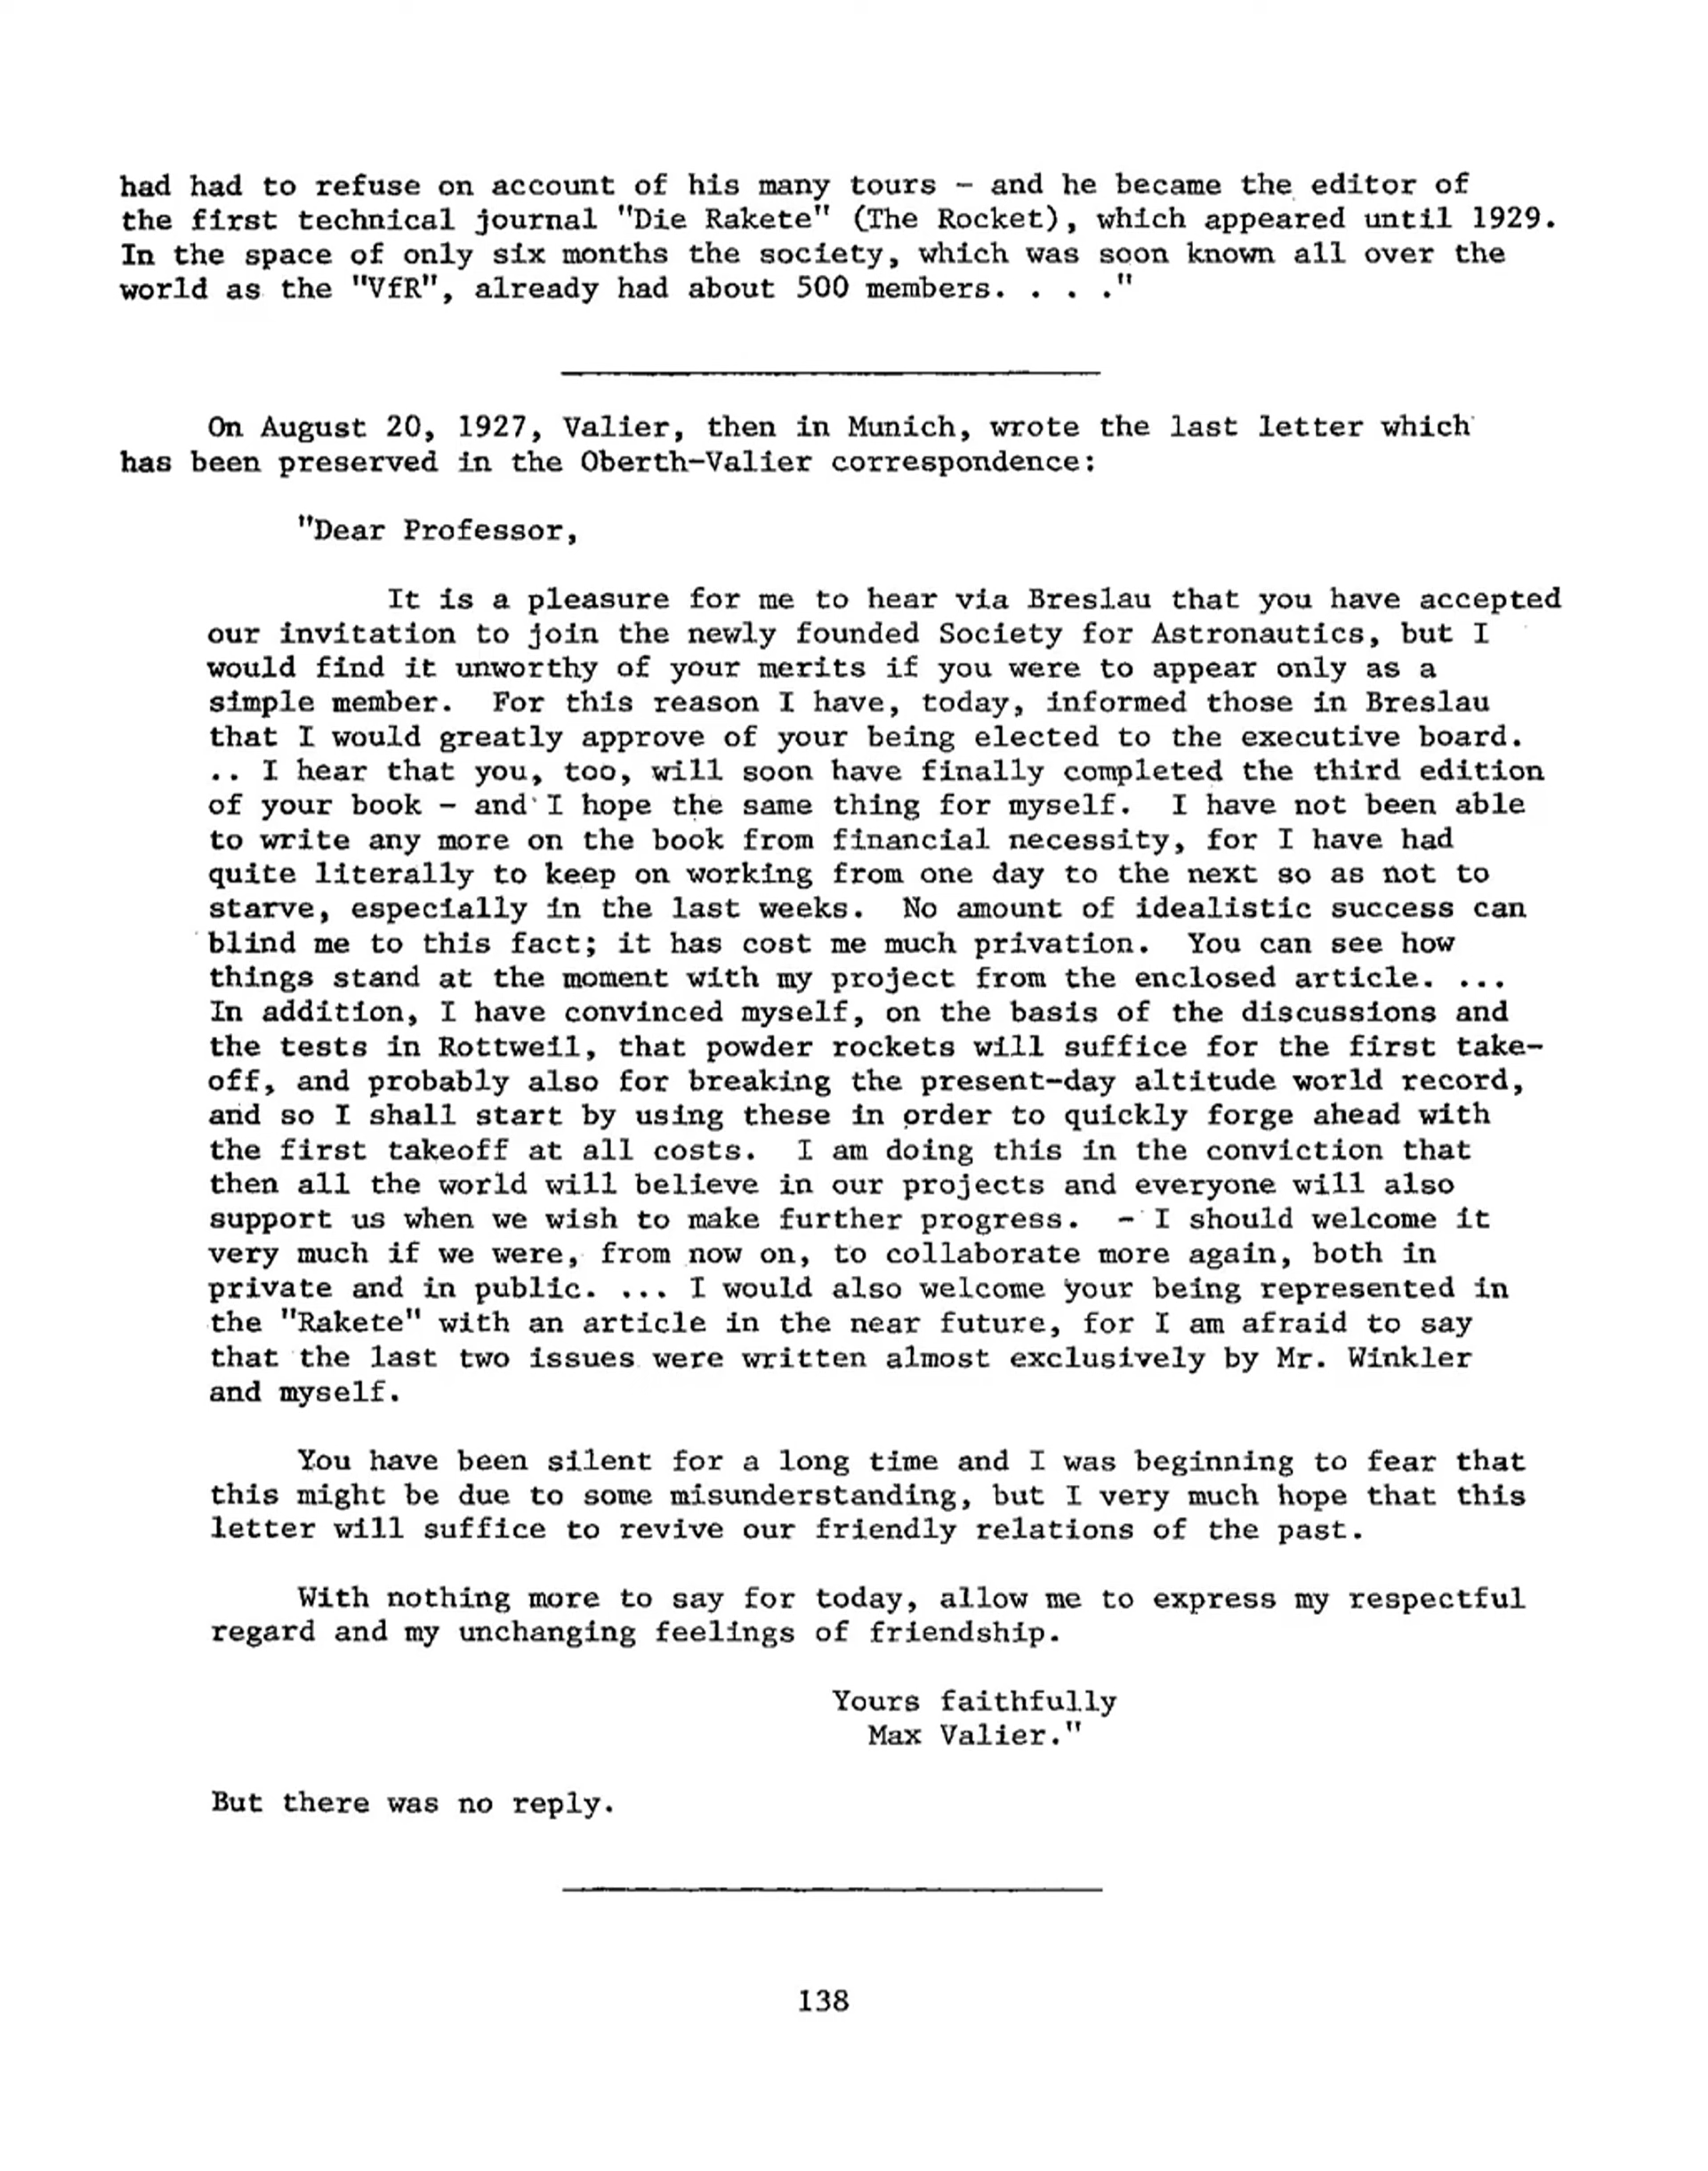 had had to refuse on account of his many tours - and he became the editor of
the first technical journal "Die Rakete" (The Rocket), which appeared until 1929.
In the space of only six months the society, which was soon known all over the
world as the "VfR", already had about 500 members. . . ."
On August 20, 1927, Valier, then in Munich, wrote the last letter which
has been preserved in the Oberth-Valier correspondence:
"Dear Professor,
It is a pleasure for me to hear via Breslau that you have accepted
our invitation to join the newly founded Society for Astronautics, but I
would find it unworthy of your merits if you were to appear only as a
simple member. For this reason I have, today, informed those in Breslau
that I would greatly approve of your being elected to the executive board.
.. I hear that you, too, will soon have finally completed the third edition
of your book - and I hope the same thing for myself. I have not been able
to write any more on the book from financial necessity, for I have had
quite literally to keep on working from one day to the next so as not to
starve, especially in the last weeks. No amount of idealistic success can
blind me to this fact; it has cost me much privation. You can see how
things stand at the moment with my project from the enclosed article. ...
In addition, I have convinced myself, on the basis of the discussions and
the tests in Rottweil, that powder rockets will suffice for the first take-
off, and probably also for breaking the present-day altitude world record,
and so I shall start by using these in order to quickly forge ahead with
the first takeoff at all costs. I am doing this in the conviction that
then all the world will believe in our projects and everyone will also
support us when we wish to make further progress. - I should welcome it
very much if we were, from now on, to collaborate more again, both in
private and in public. ... I would also welcome your being represented in
the "Rakete" with an article in the near future, for I am afraid to say
that the last two issues were written almost exclusively by Mr. Winkler
and myself.
You have been silent for a long time and I was beginning to fear that
this might be due to some misunderstanding, but I very much hope that this
letter will suffice to revive our friendly relations of the past.
With nothing more to say for today, allow me to express my respectful
regard and my unchanging feelings of friendship.
Yours faithfully
Max Valier."
But there was no reply.
138